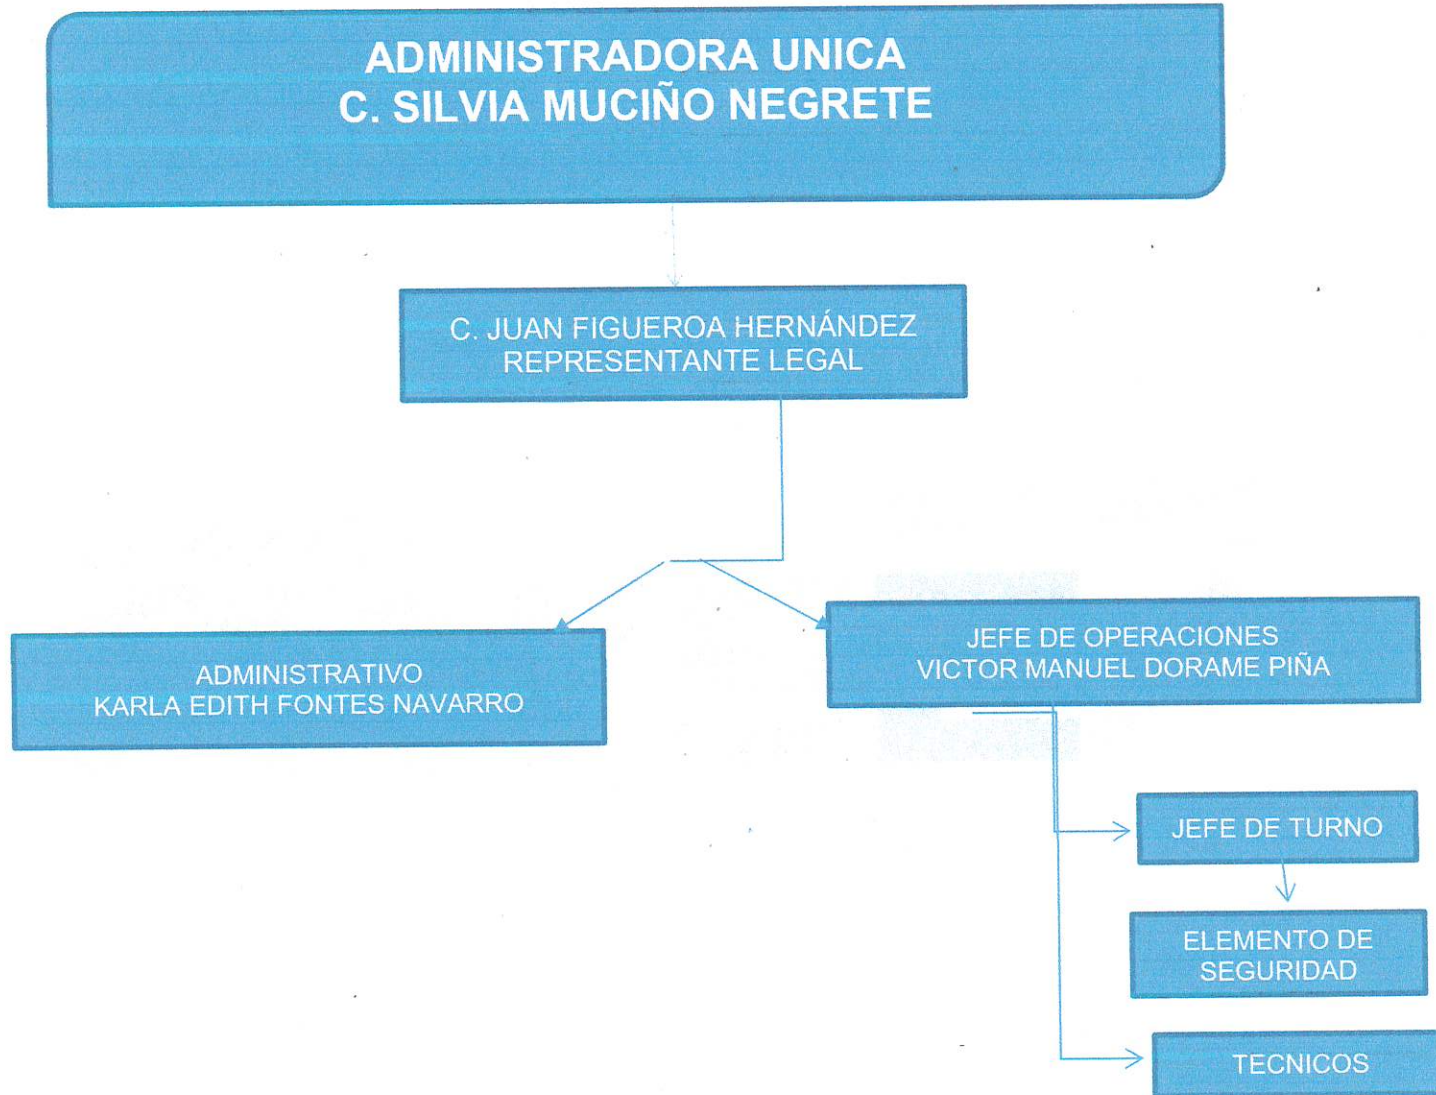 ADMINISTRADORA UNICA
C. SILVIA MUCIÑO NEGRETE
C. JUAN FIGUEROA HERNÁNDEZ
REPRESENTANTE LEGAL
ADMINISTRATIVO
KARLA EDITH FONTES NAVARRO
JEFE DE OPERACIONES
VICTOR MANUEL DORAME PIÑA
JEFE DE TURNO
ELEMENTO DE
SEGURIDAD
TECNICOS